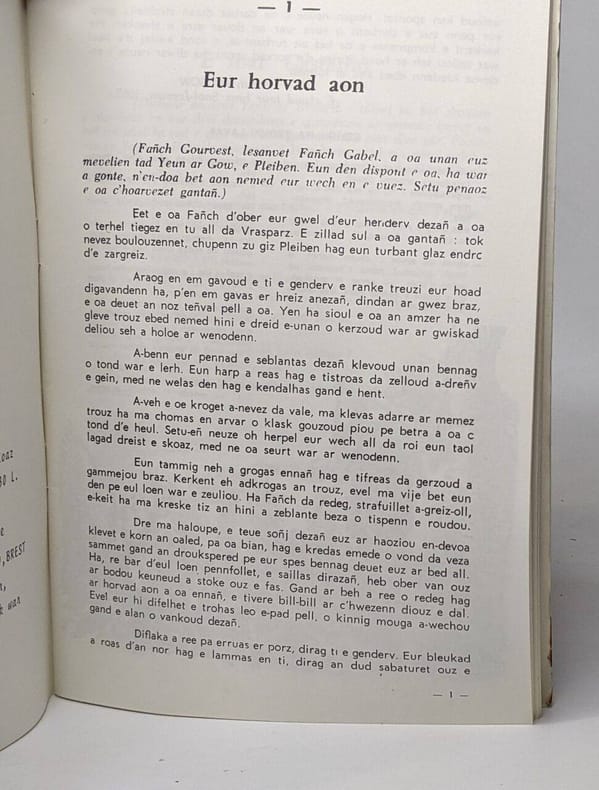 — 1 —
Eur horvad aon
(Fañch Gourvest, lesanvet Fañch Gabel, a oa unan euz
mevelien tad Yeun ar Gow, e Pleiben. Eun den dispont e oa, ha war
a gonte, n'en-doa bet aon nemed eur wech en e vuez. Setu penaoz
e oa c'hoarvezet gantañ.)
Eet e oa Fañch d'ober eur gwel d'eur henderv dezañ a oa
o terhel tiegez en tu all da Vrasparz. E zillad sul a oa gantañ : tok
nevez boulouzennet, chupenn zu giz Pleiben hag eun turbant glaz endro
d'e zargreiz.
Araog en em gavoud e ti e genderv e ranke treuzi eur hoad
digavandenn ha, p'en em gavas er hreiz anezañ, dindan ar gwez braz,
e oa deuet an noz teñval pell a oa. Yen ha sioul e oa an amzer ha ne
gleve trouz ebed nemed hini e dreid e-unan o kerzoud war ar gwiskad
deliou seh a holoe ar wenodenn.
A-benn eur pennad e seblantas dezañ klevoud unan bennag
o tond war e lerh. Eun harp a reas hag e tistroas da zelloud a-dreñv
e gein, med ne welas den hag e kendalhas gand e hent.
A-veh e oe kroget a-nevez da vale, ma klevas adarre ar memez
trouz ha ma chomas en arvar o klask gouzoud piou pe betra a oa o
tond d'e heul. Setu-eñ neuze oh herpel eur wech all da roi eun taol
lagad dreist e skoaz, med ne oa seurt war ar wenodenn.
Eun tammig neh a grogas ennañ hag e tifreas da gerzoud a
gammejou braz. Kerkent eh adkrogas an trouz, evel ma vije bet eun
den pe eul loen war e zeuliou. Ha Fañch da redeg, strafuillet a-greiz-oll,
e-keit ha ma kreske tiz an hini a zeblante beza o tispenn e roudou.
Dre ma haloupe, e teue soñj dezañ euz ar haoziou en-devoa
klevet e korn an oaled, pa oa bian, hag e kredas emede o vond da veza
sammet gand an drouksperedpe eur spes bennag deuet euz ar bed all.
Ha, re bar d'eul loen pennfollet, e saillas dirazañ, heb ober van ouz
ar bodou keuneud a stoke ouz e fas. Gand ar beh a ree o redeg hag
ar horvad aon a oa ennañ, e tivere bill-bill ar c'hwezenn diouz e dal.
Evel eur hi difelhet e trohas leo e-pad pell, o kinnig mouga a-wechou
gand e alan o vankoud dezañ.
Diflaka a ree pa erruas er porz, dirag ti e genderv. Eur bleukad
a roas d'an nor hag e lammas en ti, dirag an dud sabaturet ouz e
— 1 —
oaz
30 L.
e
,BREST
n,